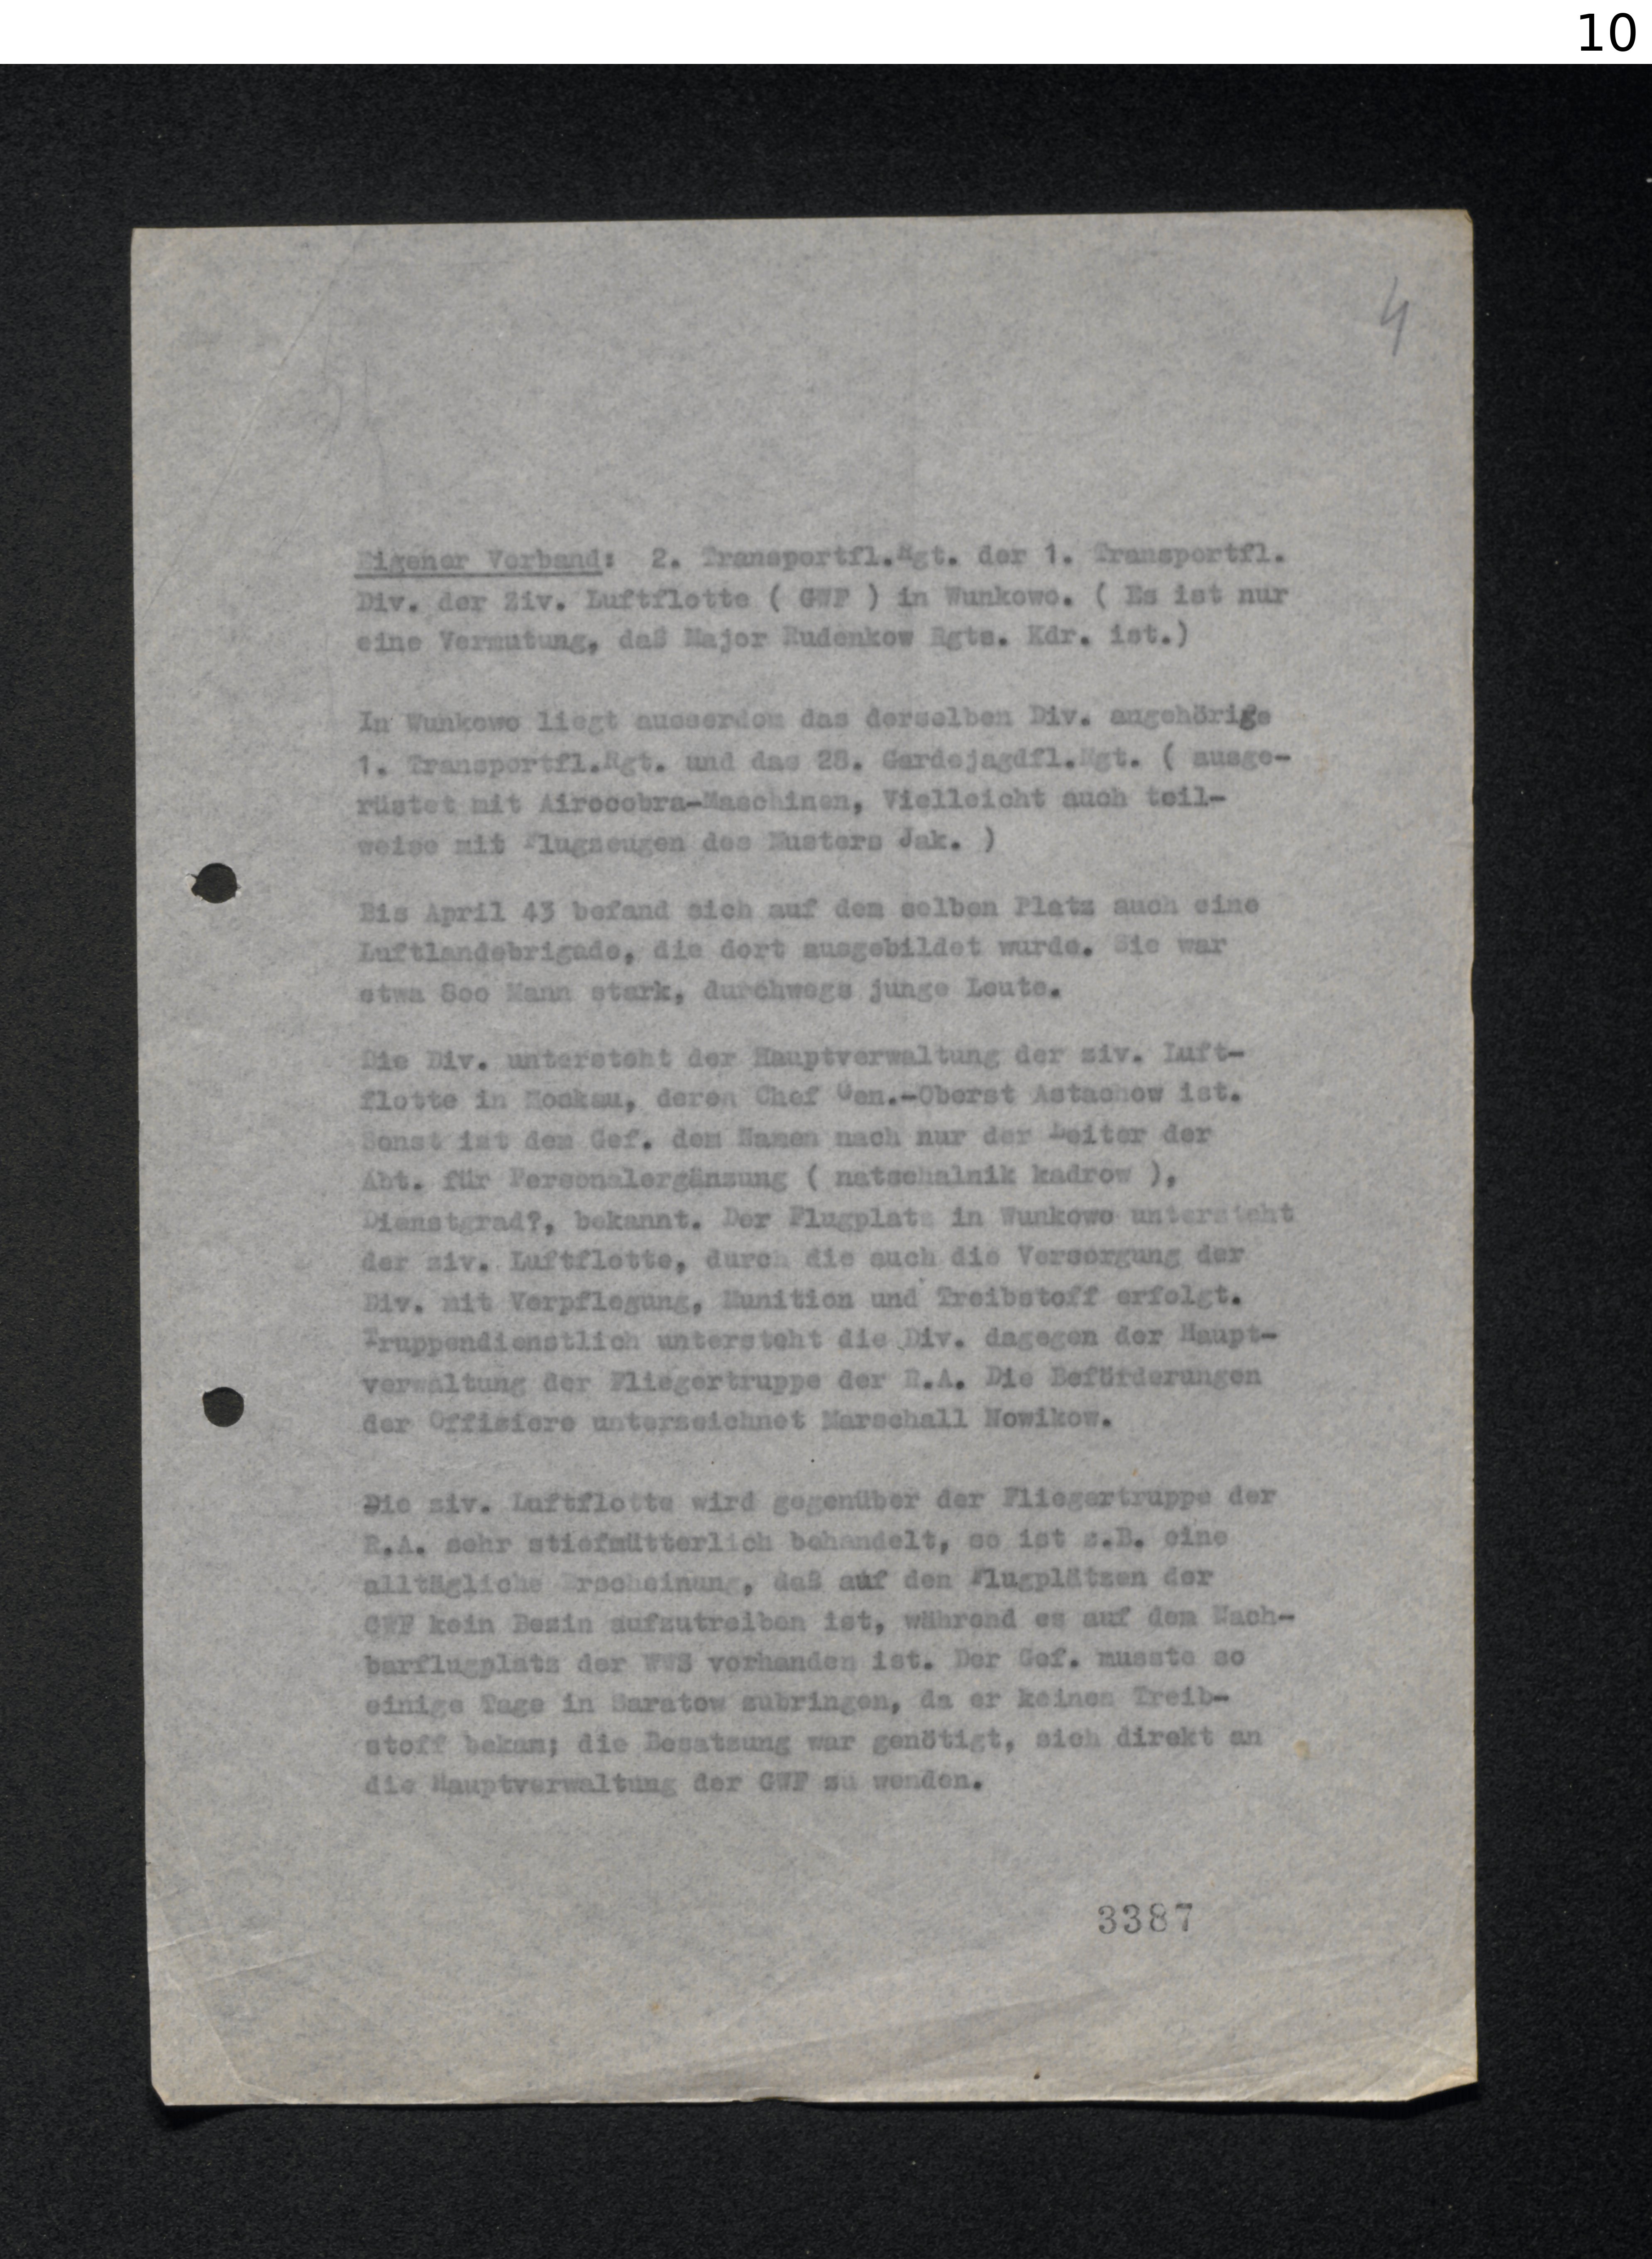 10
4
Eigener Verband: 2. Transportfl.Rgt. der 1. Transportfl.
Div. der Ziv. Luftflotte ( GWF ) in Wunkowo. ( Es ist nur
eine Vermutung, daß Major Rudenkow Rgts. Kdr. ist.)
In Wunkowo liegt ausserdem das derselben Div. angehörige
1. Transportfl.Rgt. und das 28. Gardejagdfl.Rgt. ( ausge-
rüstet mit Airocobra-Maschinen, Vielleicht auch teil-
weise mit Flugzeugen des Musters Jak. )
Bis April 43 befand sich auf dem selben Platz auch eine
Luftlandebrigade, die dort ausgebildet wurde. Sie war
etwa 8oo Mann stark, durchwegs junge Leute.
Die Div. untersteht der Hauptverwaltung der ziv. Luft-
flotte in Moskau, deren Chef Gen.-Oberst Astachow ist.
Sonst ist dem Gef. dem Namen nach nur der Leiter der
Abt. für Personalergänzung ( natschalnik kadrow ),
Dienstgrad?, bekannt. Der Flugplatz in Wunkowo untersteht
der ziv. Luftflotte, durch die auch die Versorgung der
Div. mit Verpflegung, Munition und Treibstoff erfolgt.
Truppendienstlich untersteht die Div. dagegen der Haupt-
verwaltung der Fliegertruppe der R.A. Die Beförderungen
der Offiziere unterzeichnet Marschall Nowikow.
Die ziv. Luftflotte wird gegenüber der Fliegertruppe der
R.A. sehr stiefmütterlich behandelt, so ist z.B. eine
alltägliche Erscheinung, daß auf den Flugplätzen der
GWF kein Bezin aufzutreiben ist, während es auf dem Nach-
barflugplatz der WWS vorhanden ist. Der Gef. musste so
einige Tage in Saratow zubringen, da er keinen Treib-
stoff bekam; die Besatzung war genötigt, sich direkt an
die Hauptverwaltung der GWF zu wenden.
3387